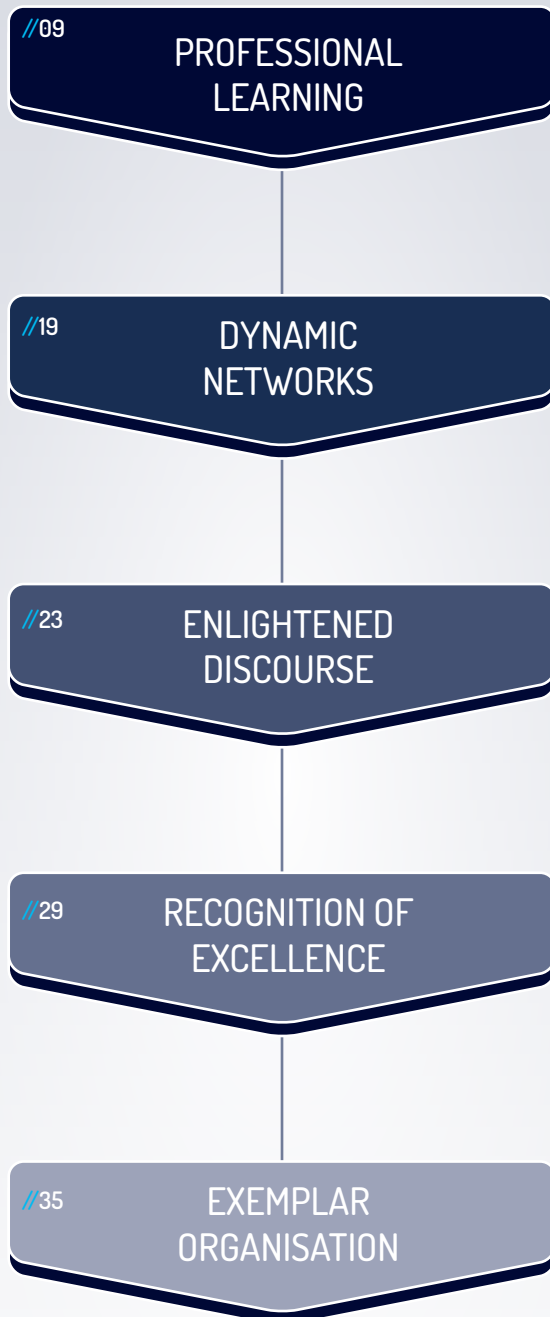 //09
PROFESSIONAL
LEARNING
//19
DYNAMIC
NETWORKS
//23
ENLIGHTENED
DISCOURSE
//29
RECOGNITION OF
EXCELLENCE
//35
EXEMPLAR
ORGANISATION